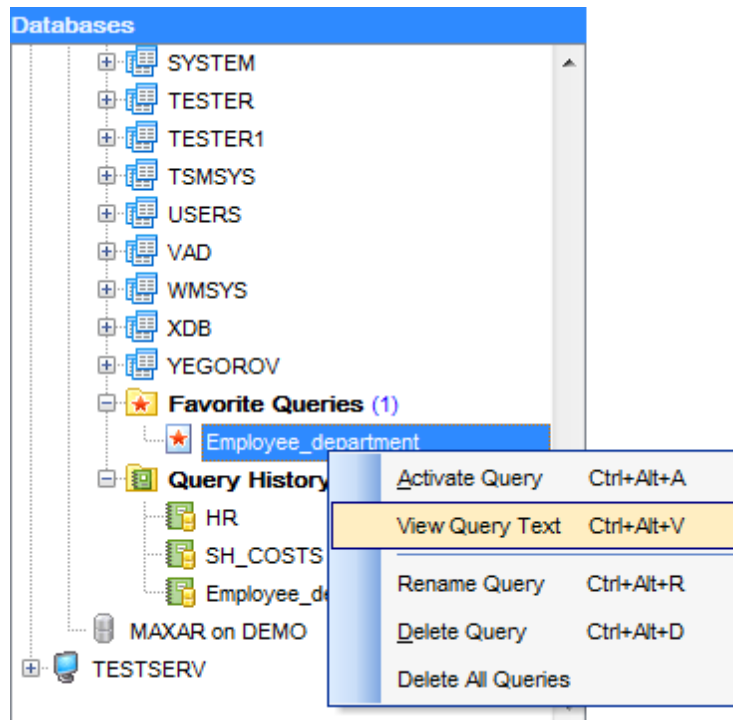 Databases
SYSTEM
TESTER
TESTER1
TSMSYS
USERS
VAD
WMSYS
XDB
YEGOROV
Favorite Queries (1)
Employee_department
Query History
HR
SH_COSTS
Employee_de
MAXAR on DEMO
TESTSERV
Activate Query Ctrl+Alt+A
View Query Text Ctrl+Alt+V
Rename Query Ctrl+Alt+R
Delete Query Ctrl+Alt+D
Delete All Queries